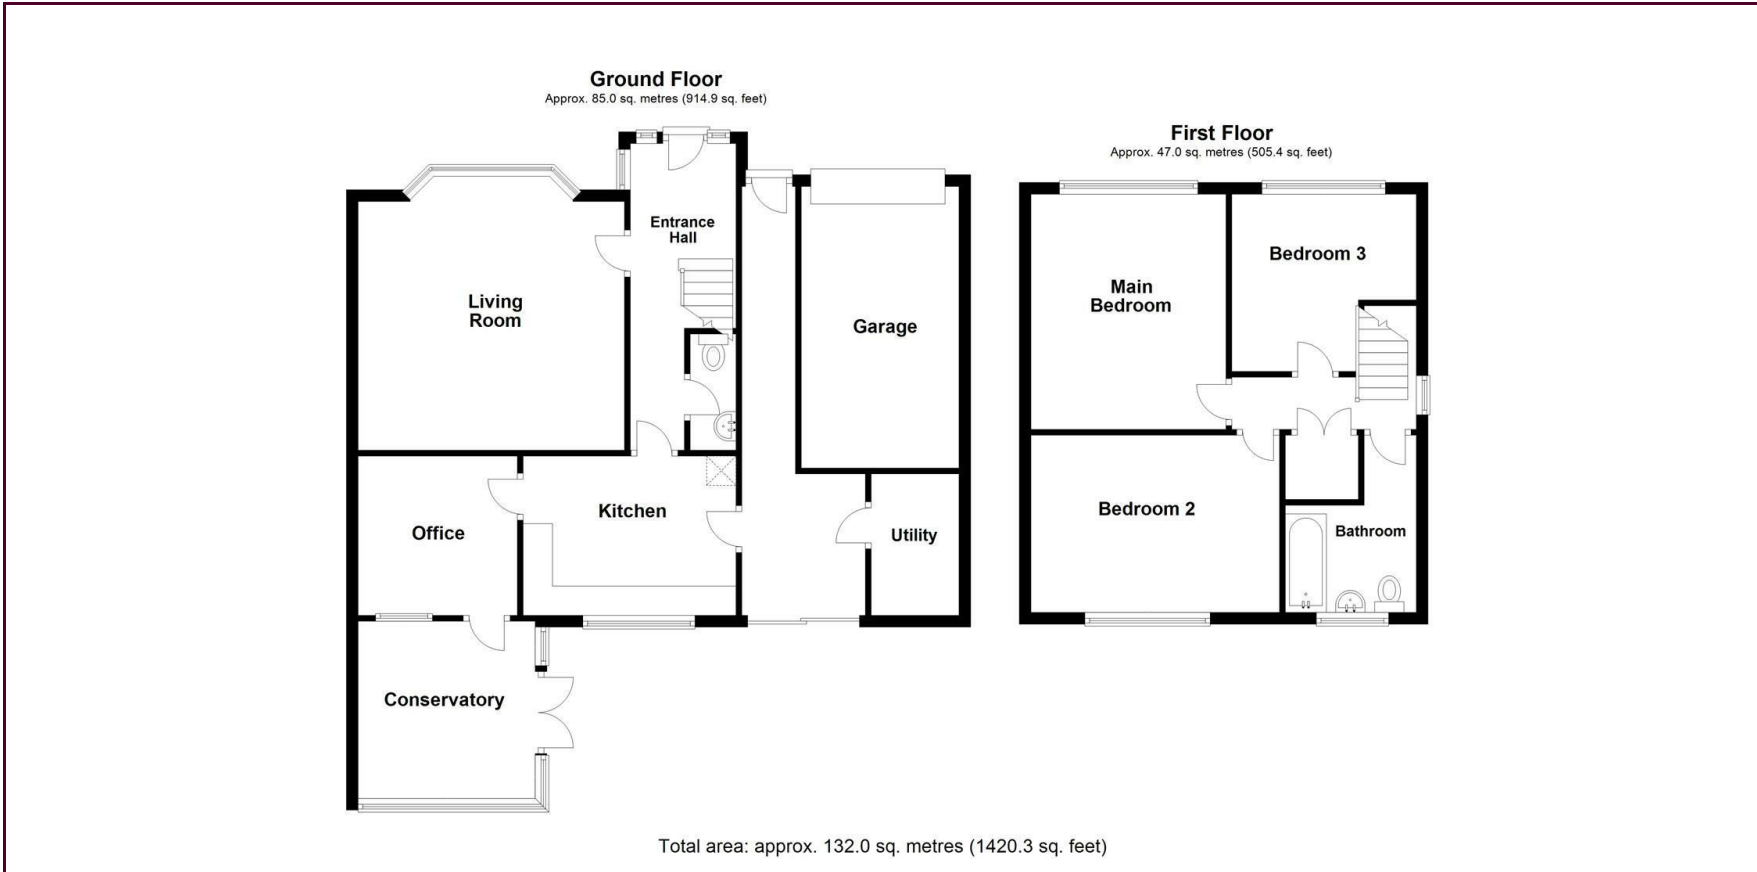 Ground Floor
Approx. 85.0 sq. metres (914.9 sq. feet)
Entrance
Hall
Living
Room
Garage
Kitchen
Office
Utility
Conservatory
First Floor
Approx. 47.0 sq. metres (505.4 sq. feet)
Bedroom 3
Main
Bedroom
Bedroom 2
Bathroom
Total area: approx. 132.0 sq. metres (1420.3 sq. feet)